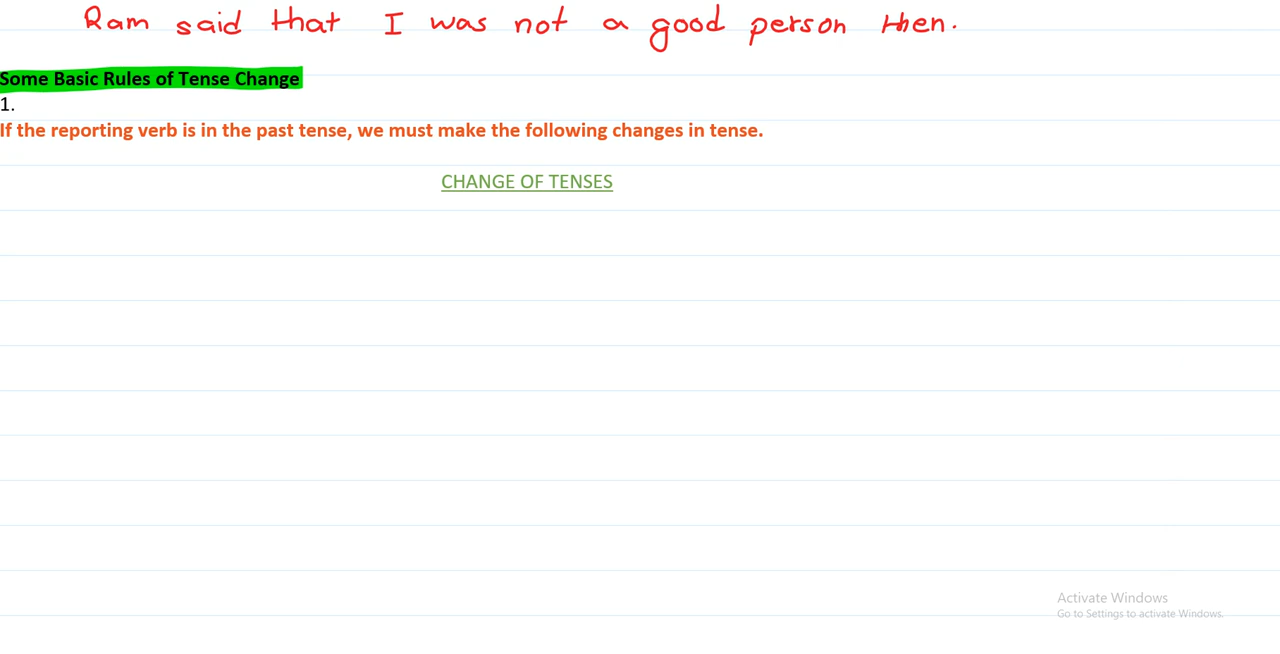 Ram said that I was not a good person then.
Some Basic Rules of Tense Change
1.
If the reporting verb is in the past tense, we must make the following changes in tense.
CHANGE OF TENSES
Activate Windows
Go to Settings to activate Windows.